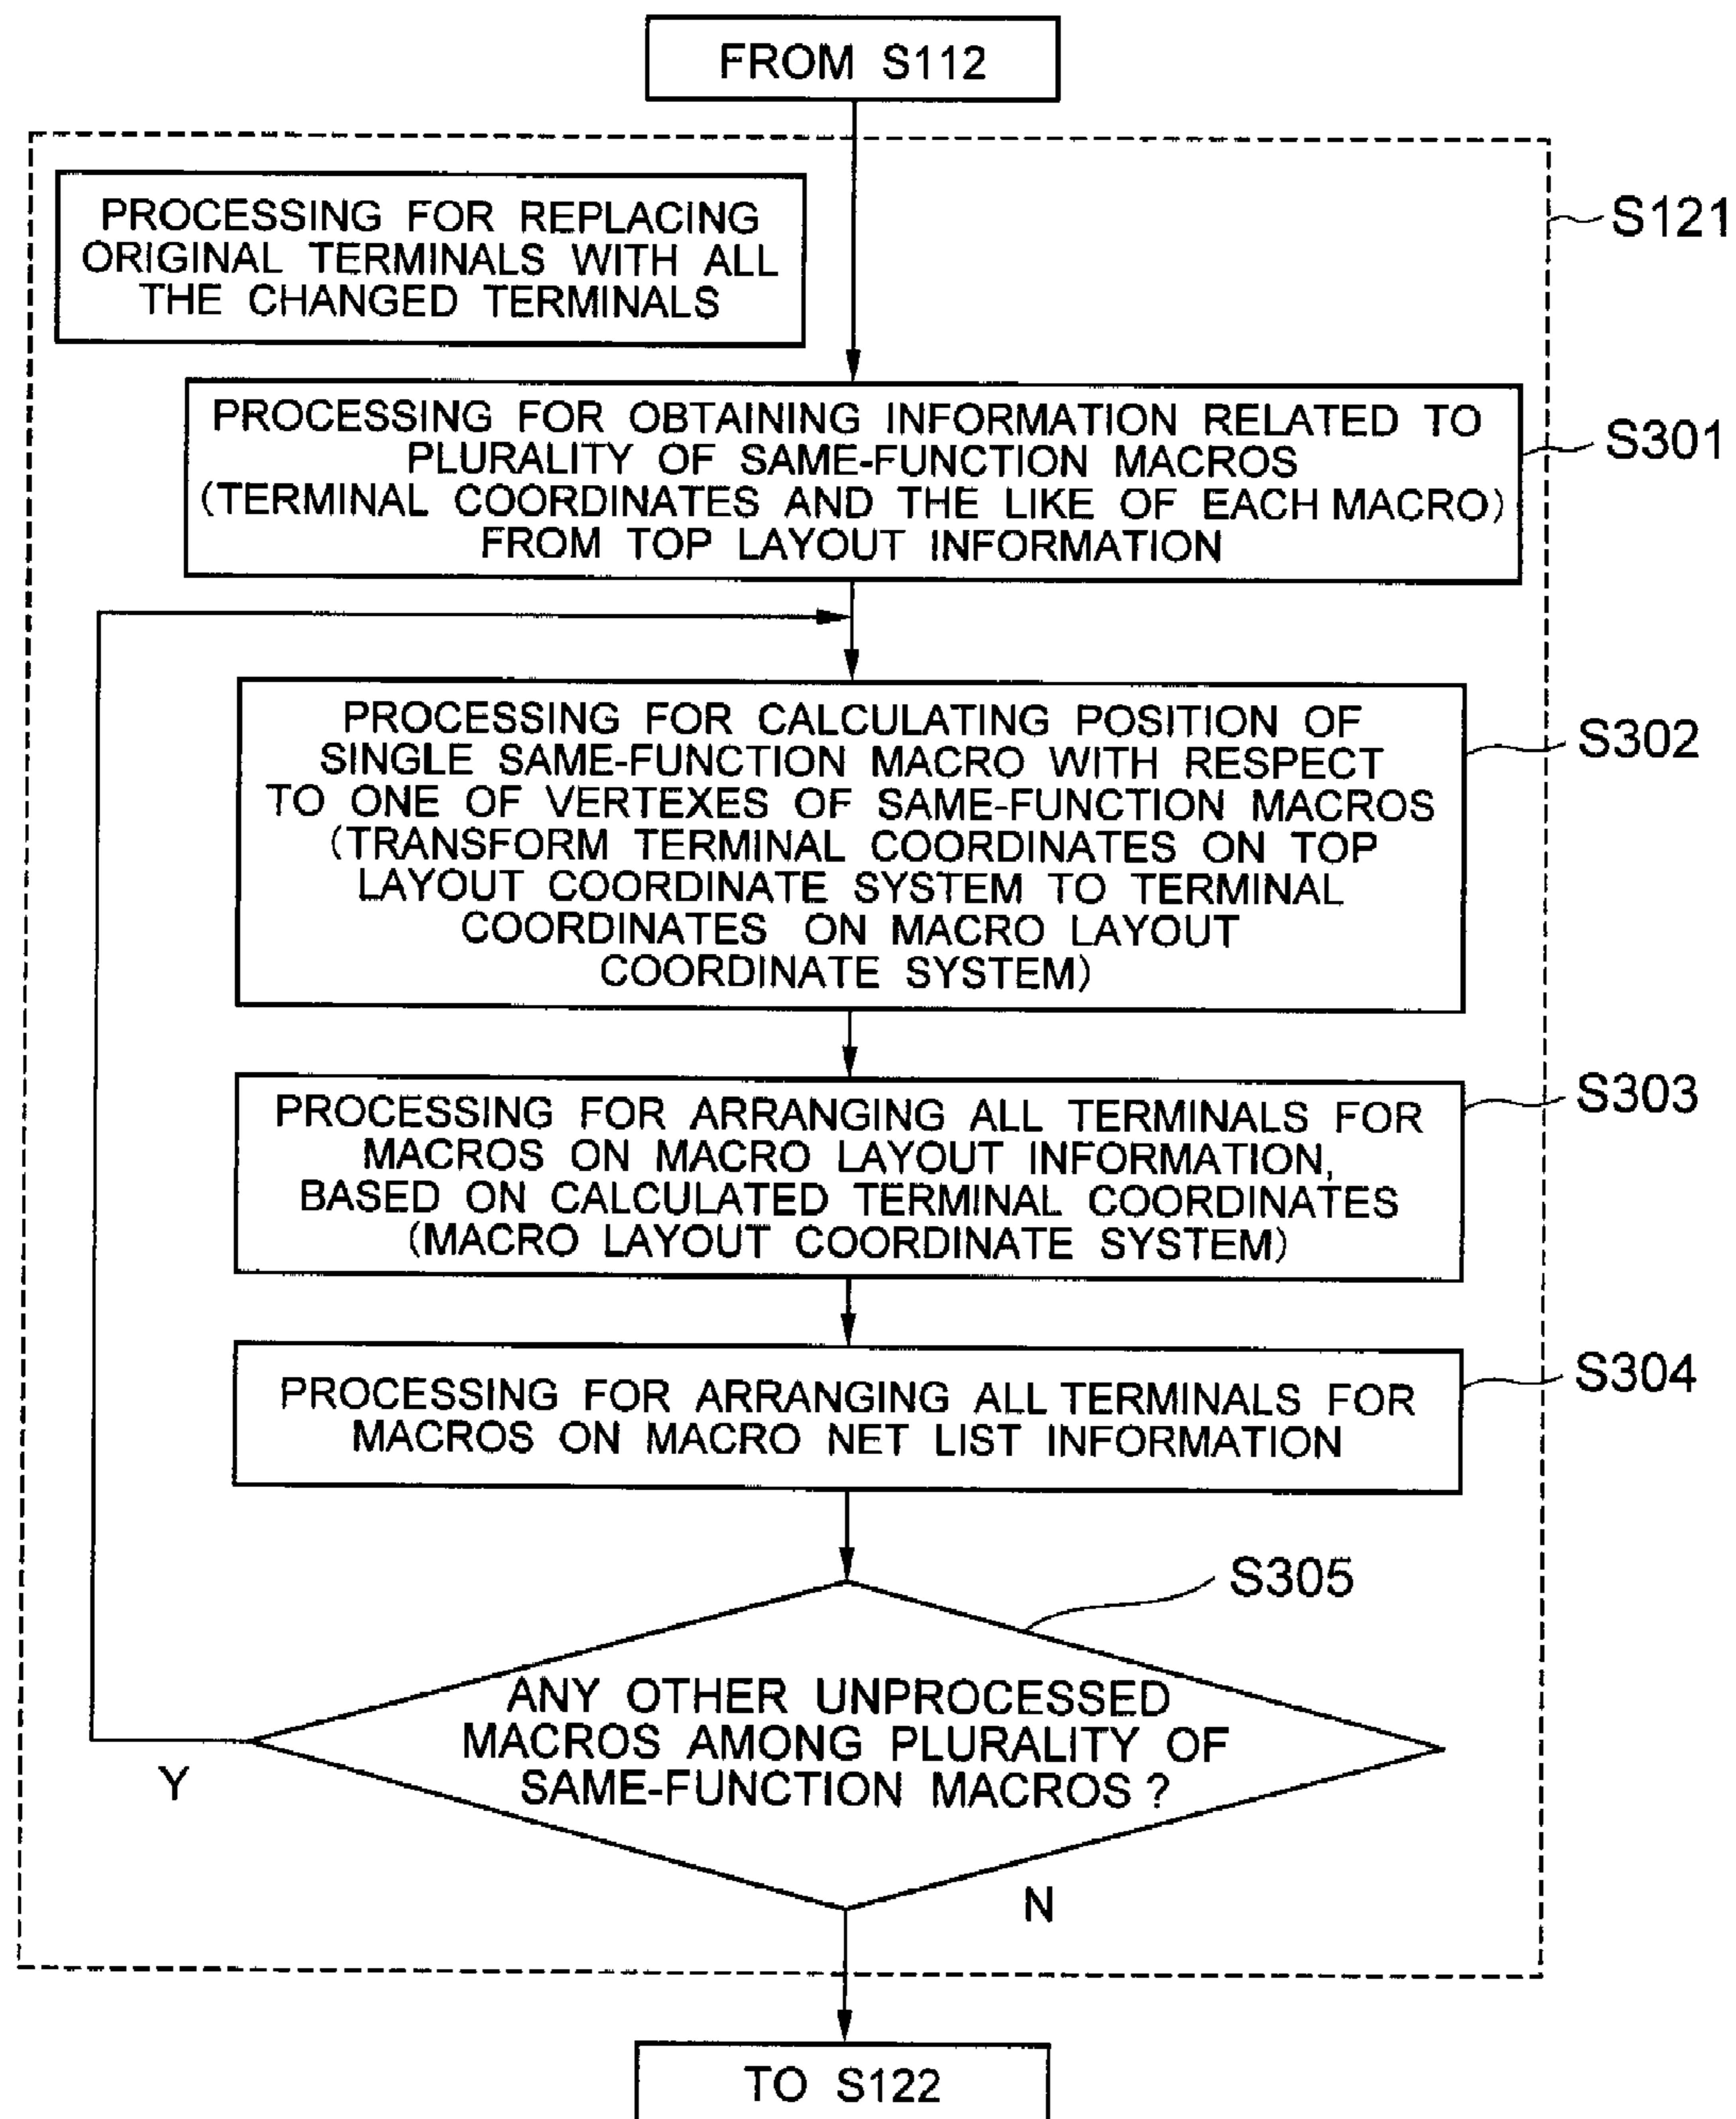 FROM S112
S121
PROCESSING FOR REPLACING
ORIGINAL TERMINALS WITH ALL
THE CHANGED TERMINALS
PROCESSING FOR OBTAINING INFORMATION RELATED TO
PLURALITY OF SAME-FUNCTION MACROS
(TERMINAL COORDINATES AND THE LIKE OF EACH MACRO)
FROM TOP LAYOUT INFORMATION
S301
PROCESSING FOR CALCULATING POSITION OF
SINGLE SAME-FUNCTION MACRO WITH RESPECT
TO ONE OF VERTEXES OF SAME-FUNCTION MACROS
(TRANSFORM TERMINAL COORDINATES ON TOP
LAYOUT COORDINATE SYSTEM TO TERMINAL
COORDINATES ON MACRO LAYOUT
COORDINATE SYSTEM)
S302
PROCESSING FOR ARRANGING ALL TERMINALS FOR
MACROS ON MACRO LAYOUT INFORMATION,
BASED ON CALCULATED TERMINAL COORDINATES
(MACRO LAYOUT COORDINATE SYSTEM)
S303
PROCESSING FOR ARRANGING ALL TERMINALS FOR
MACROS ON MACRO NET LIST INFORMATION
S304
S305
ANY OTHER UNPROCESSED
MACROS AMONG PLURALITY OF
SAME-FUNCTION MACROS ?
Y
N
TO S122